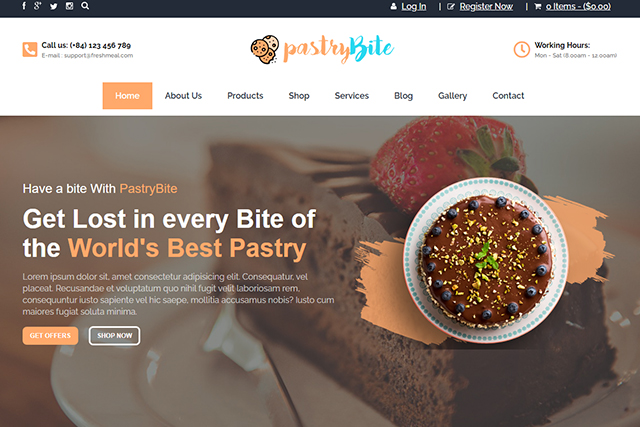 Log In | Register Now | 0 Items - ($0.00)
Call us: (+84) 123 456 789
E-mail : support@freshmeal.com
pastryBite
Working Hours:
Mon - Sat (8.00am - 12.00am)
Home About Us Products Shop Services Blog Gallery Contact
Have a bite With PastryBite
Get Lost in every Bite of
the World's Best Pastry
Lorem ipsum dolor sit, amet consectetur adipisicing elit. Consequatur, vel
placeat. Recusandae et voluptatum quo nihil fugit velit laboriosam rem,
consequuntur iusto sapiente vel hic saepe, mollitia accusamus nobis? Iusto cum
maiores fugiat soluta minima.
GET OFFERS SHOP NOW